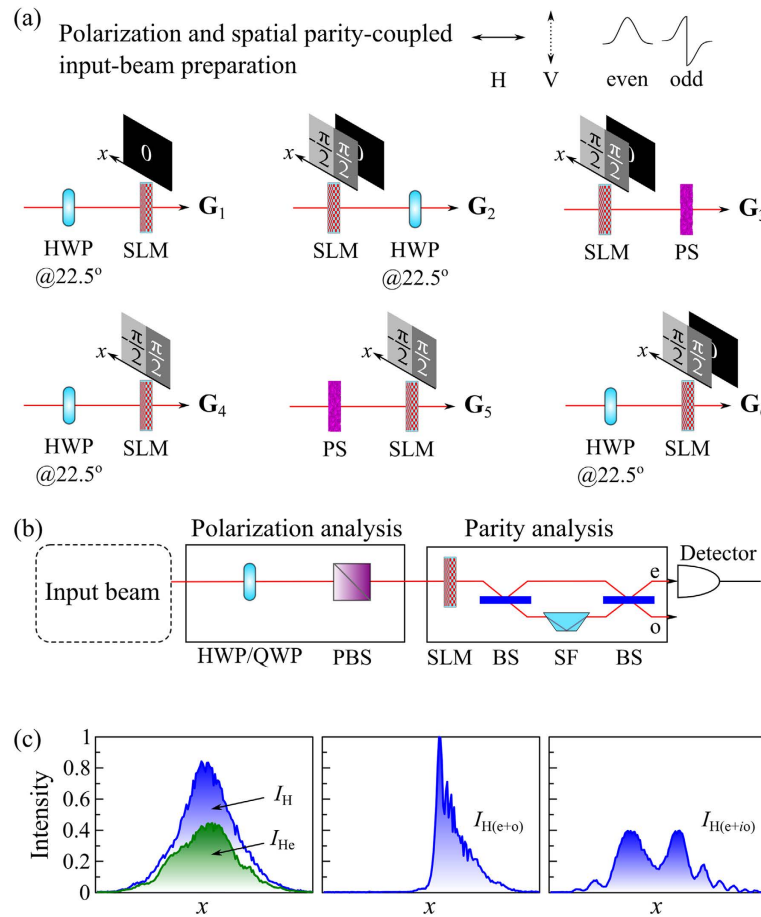 (a)
Polarization and spatial parity-coupled
input-beam preparation
H V even odd
x 0 G1
HWP SLM
@22.5°
x -π/2 π/2 G2
SLM HWP
@22.5°
x -π/2 π/2
SLM PS
x -π/2 π/2 G4
HWP SLM
@22.5°
x -π/2 π/2 G5
PS SLM
x -π/2 π/2
HWP SLM
@22.5°
(b)
Polarization analysis Parity analysis
Detector
Input beam e
o
HWP/QWP PBS SLM BS SF BS
(c)
Intensity
1
0.8
0.6
0.4
0.2
0
IH
IHe
IH(e+o)
IH(e+io)
x x x